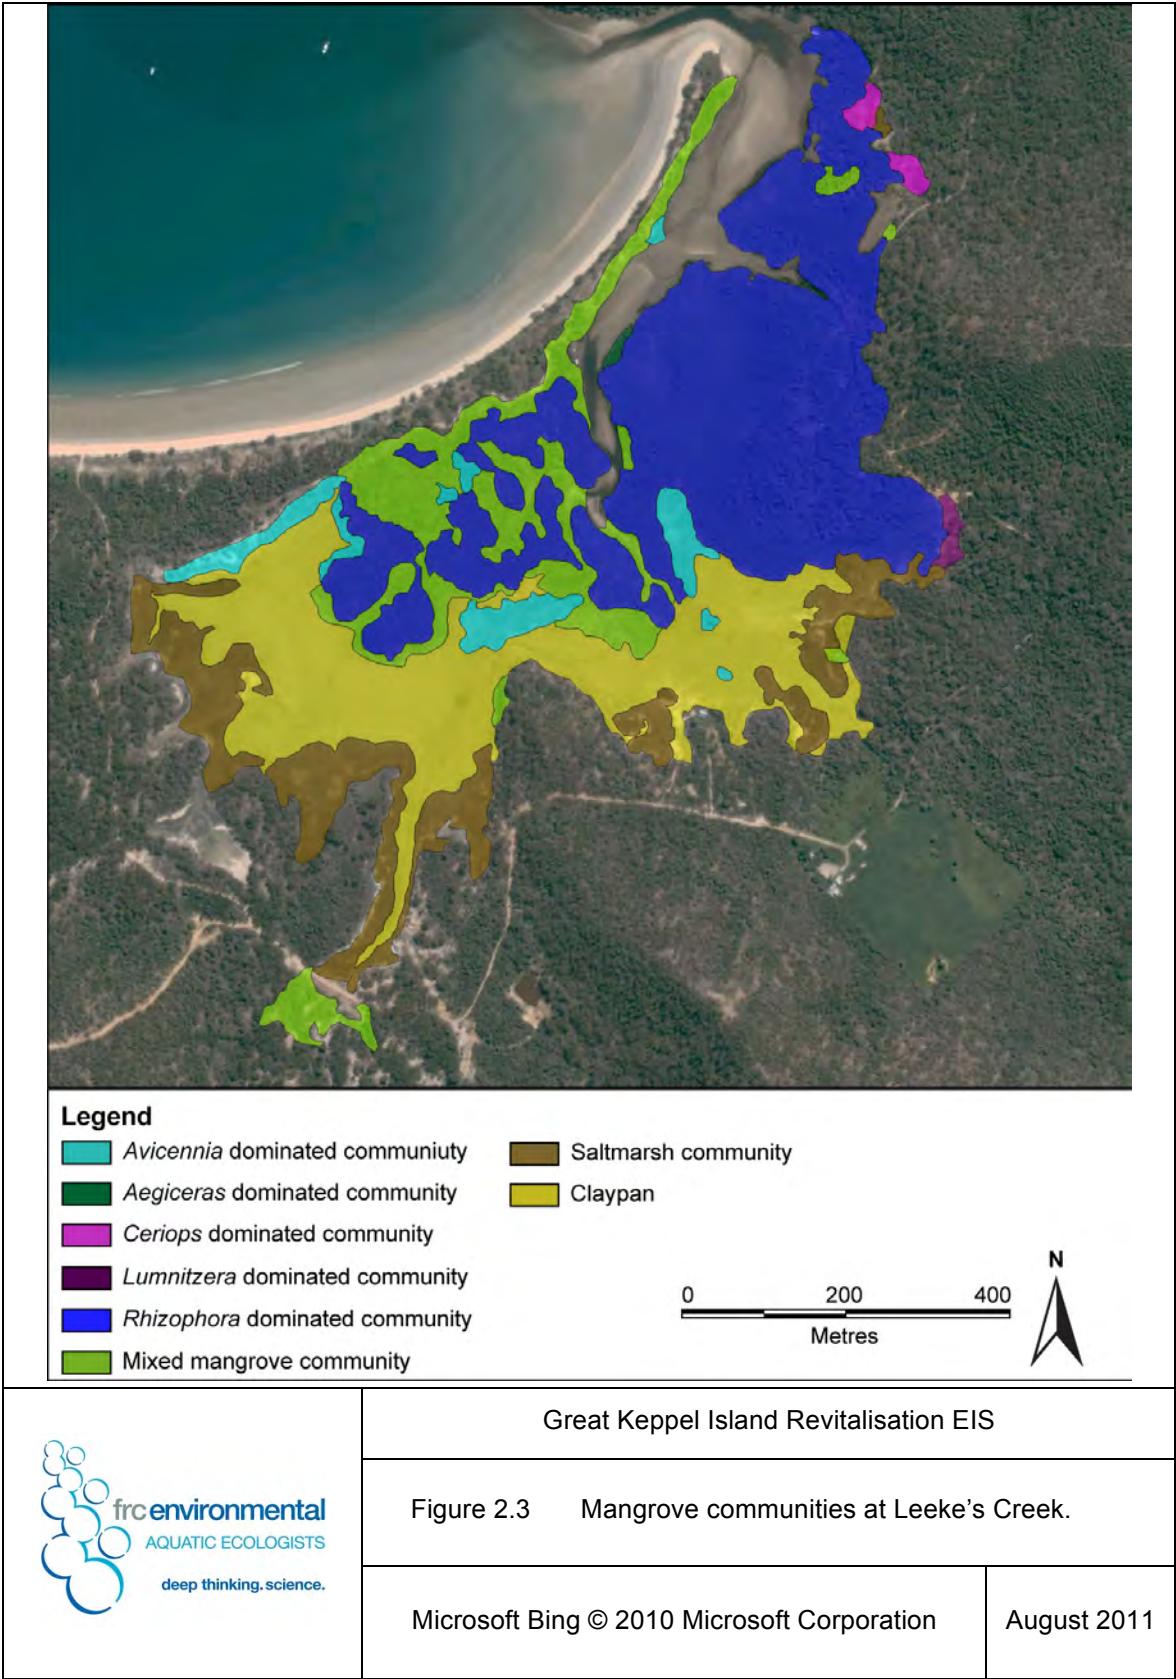 Legend
Avicennia dominated communiuty
Aegiceras dominated community
Ceriops dominated community
Lumnitzera dominated community
Rhizophora dominated community
Mixed mangrove community
Saltmarsh community
Claypan
0 200 400
Metres
N
frc environmental
AQUATIC ECOLOGISTS
deep thinking. science.
Great Keppel Island Revitalisation EIS
Figure 2.3 Mangrove communities at Leeke’s Creek.
Microsoft Bing © 2010 Microsoft Corporation
August 2011